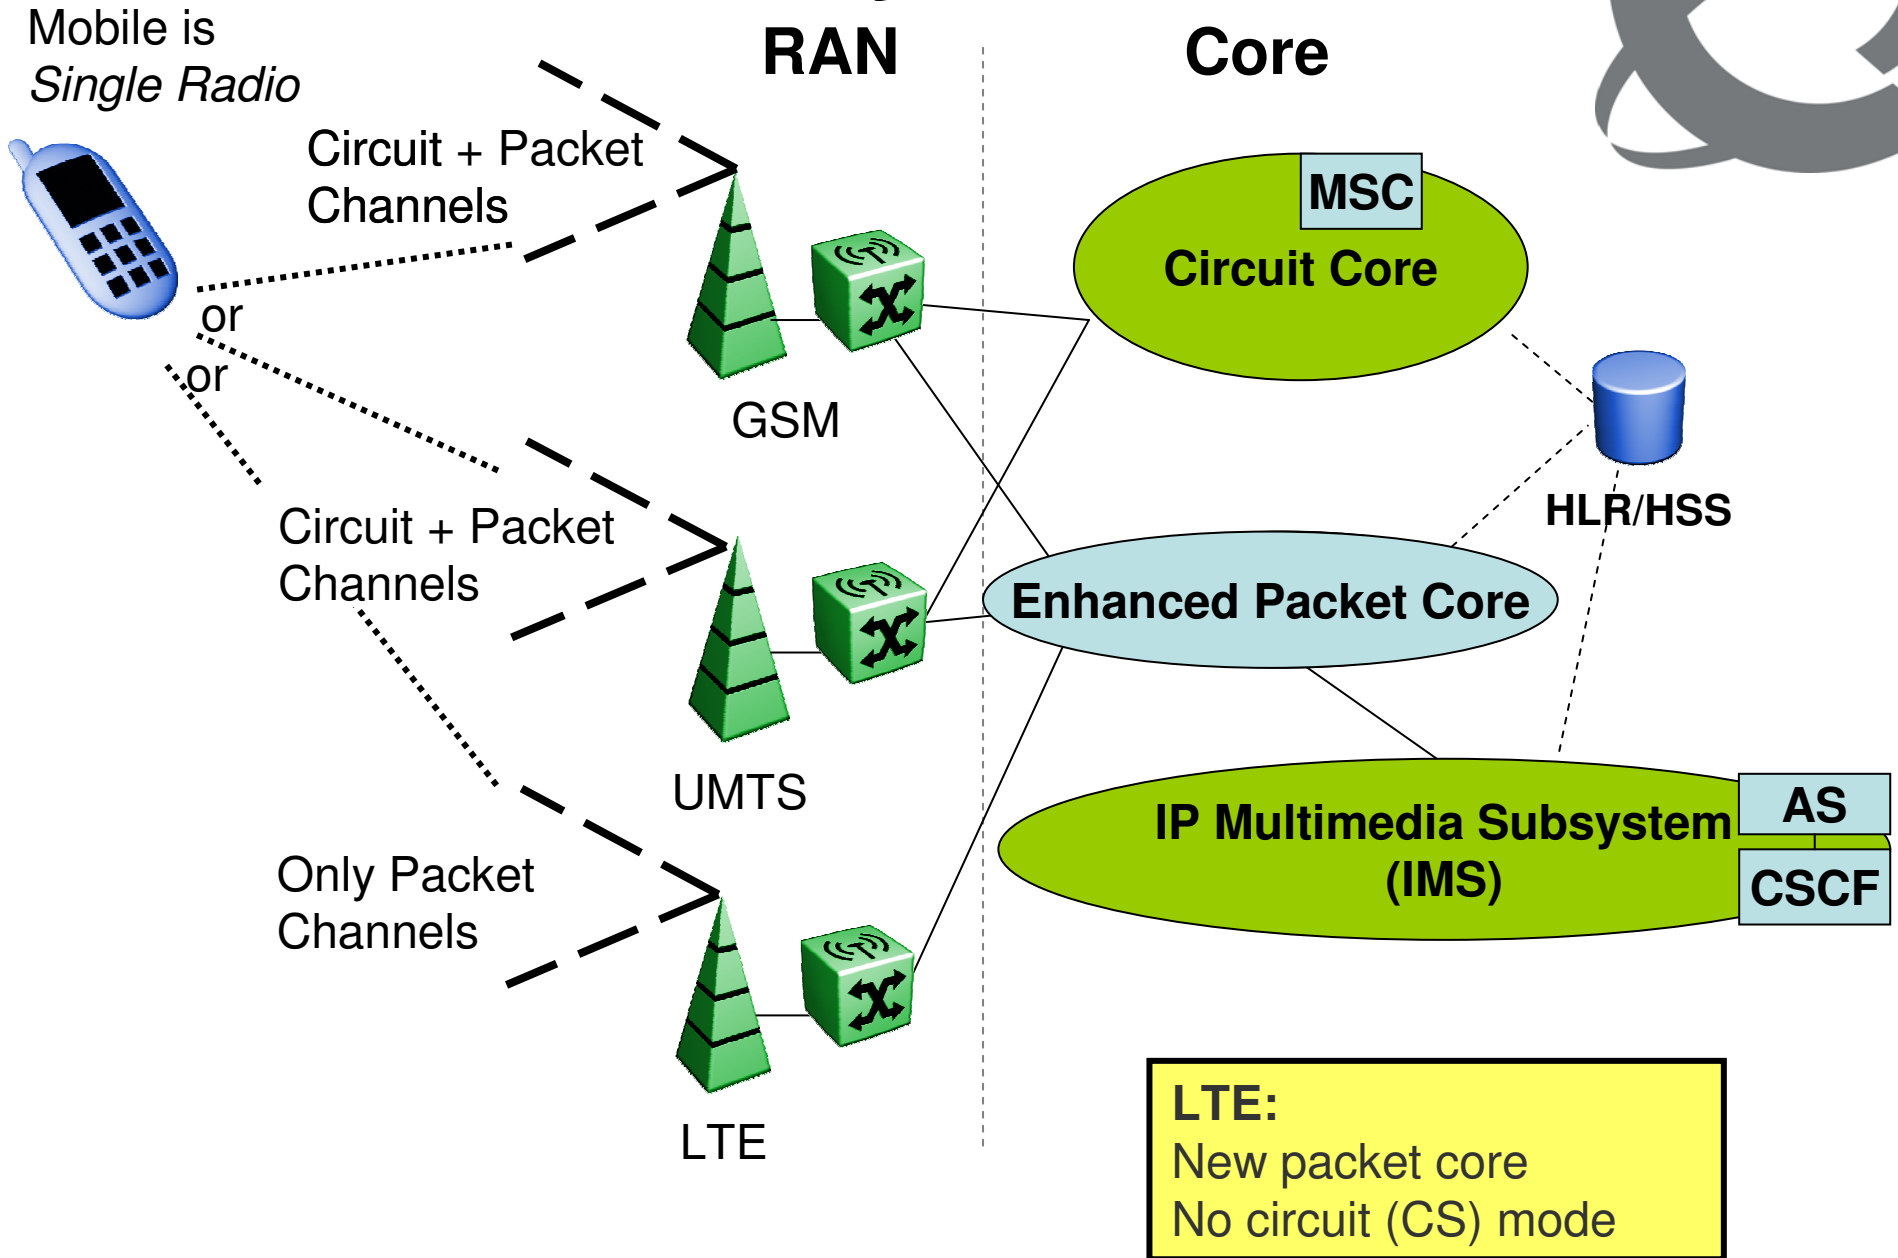 Mobile is
Single Radio
RAN
Core
Circuit + Packet
Channels
MSC
Circuit Core
or
or
GSM
HLR/HSS
Circuit + Packet
Channels
Enhanced Packet Core
UMTS
IP Multimedia Subsystem
(IMS)
AS
CSCF
Only Packet
Channels
LTE
LTE:
New packet core
No circuit (CS) mode